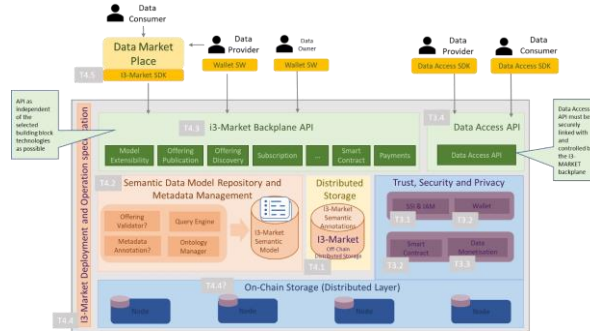 Data
Consumer
Data Market
Place
T4.5
I3-Market SDK
Data
Provider
Wallet SW
Data
Owner
Wallet SW
Data
Provider
Data Access SDK
Data
Consumer
Data Access SDK
API as
independent of
the selected
building block
technologies
as possible
T4.3
i3-Market Backplane API
Model
Extensibility
Offering
Publication
Offering
Discovery
Subscription
...
Smart
Contract
Payments
T3.4
Data Access API
Data Access API
Data Access
API must be
securely
linked with
and
controlled by
the I3-
MARKET
backplane
I3-Market Deployment and Operation specification
T4.4
T4.2
Semantic Data Model Repository and
Metadata Management
Offering
Validator?
Query Engine
Metadata
Annotation?
Ontology
Manager
I3-Market
Semantic
Model
Distributed
Storage
I3-Market
Semantic
Annotations
I3-Market
Off-Chain
Distributed Storage
T4.1
Trust, Security and Privacy
SSI & IAM
T3.1
Wallet
T3.2
Smart
Contract
T3.2
Data
Monetisation
T3.3
T4.4?
On-Chain Storage (Distributed Layer)
Node
Node
Node
Node